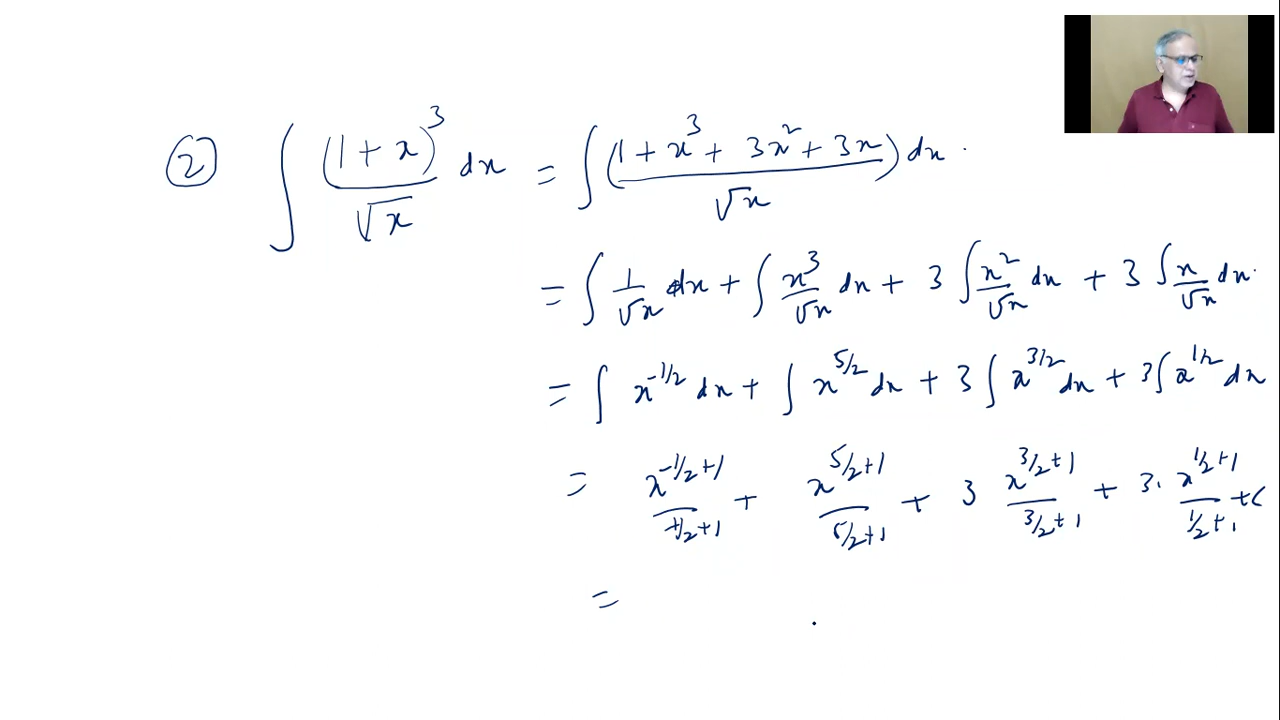 ② ∫ (1 + x)³/√x dx = ∫ (1 + x³ + 3x² + 3x)/√x dx .
= ∫ 1/√x dx + ∫ x³/√x dx + 3 ∫ x²/√x dx + 3 ∫ x/√x dx .
= ∫ x^(-1/2) dx + ∫ x^(5/2) dx + 3 ∫ x^(3/2) dx + 3 ∫ x^(1/2) dx
= x^(-1/2+1)/(-1/2+1) + x^(5/2+1)/(5/2+1) + 3 x^(3/2+1)/(3/2+1) + 3 . x^(1/2+1)/(1/2+1) + c
=